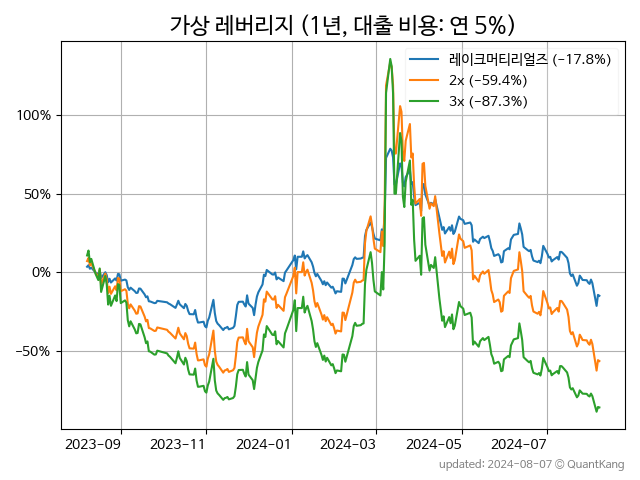 가상 레버리지 (1년, 대출 비용: 연 5%)
레이크머티리얼즈 (-17.8%)
2x (-59.4%)
3x (-87.3%)
100%
50%
0%
-50%
2023-09 2023-11 2024-01 2024-03 2024-05 2024-07
updated: 2024-08-07 © QuantKang